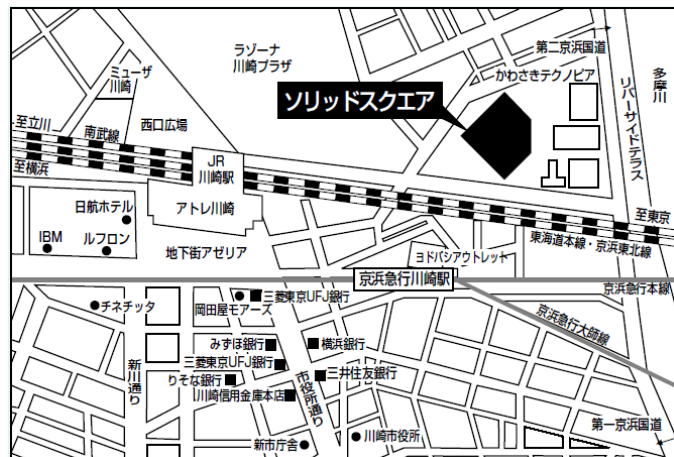 ラゾーナ
川崎プラザ
第二京浜国道
ミューザ
川崎
かわさきテクノピア
多摩川
リバーサイドテラス
ソリッドスクエア
至立川
南武線
西口広場
至横浜
JR
川崎駅
アトレ川崎
日航ホテル
IBM
ルフロン
地下街アゼリア
至東京
東海道本線・京浜東北線
ヨドバシアウトレット
京浜急行川崎駅
京浜急行本線
チネチッタ
岡田屋モアーズ
三菱東京UFJ銀行
京浜急行大師線
みずほ銀行
横浜銀行
三菱東京UFJ銀行
りそな銀行
三井住友銀行
川崎信用金庫本店
新川通り
市役所通り
第一京浜国道
新市庁舎
川崎市役所